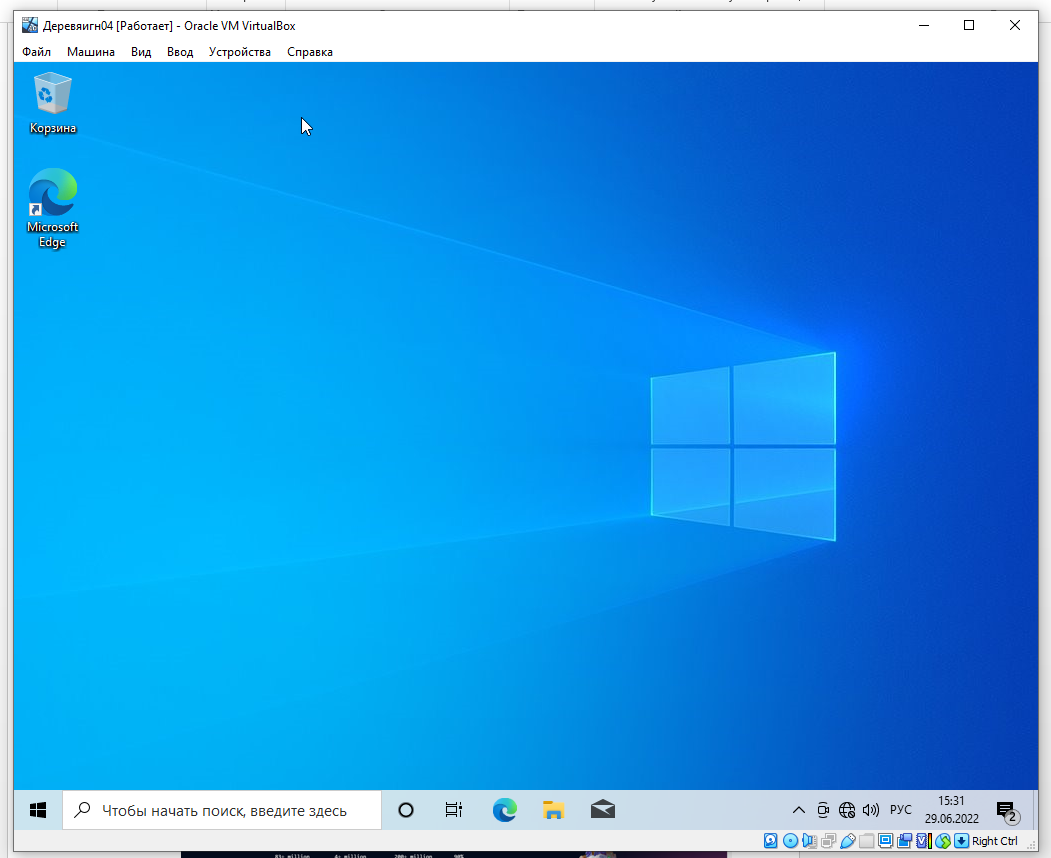 Деревяигн04 [Работает] - Oracle VM VirtualBox
Файл Машина Вид Ввод Устройства Справка
Корзина
Microsoft
Edge
Чтобы начать поиск, введите здесь
РУС
15:31
29.06.2022
2
Right Ctrl